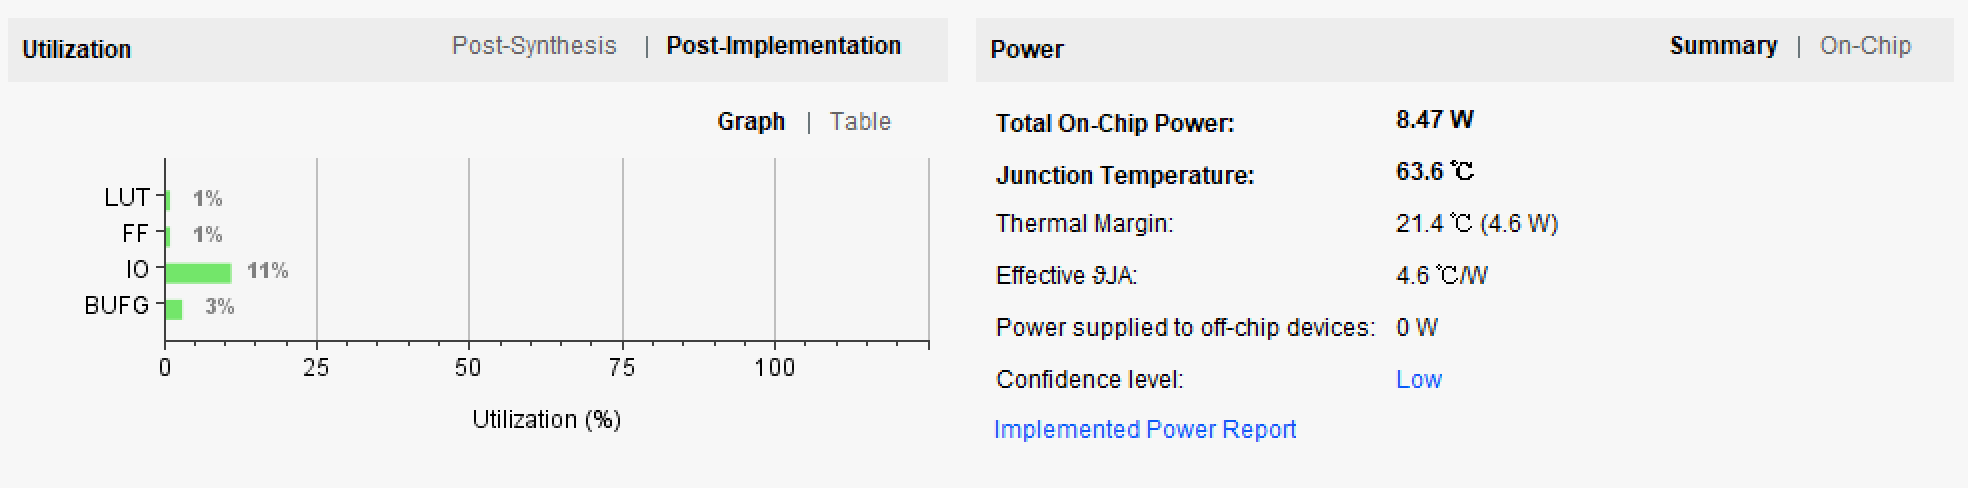 Utilization
Post-Synthesis | Post-Implementation
Graph | Table
LUT 1%
FF 1%
IO 11%
BUFG 3%
0 25 50 75 100
Utilization (%)
Power
Summary | On-Chip
Total On-Chip Power: 8.47 W
Junction Temperature: 63.6 ℃
Thermal Margin: 21.4 ℃ (4.6 W)
Effective ϑJA: 4.6 ℃/W
Power supplied to off-chip devices: 0 W
Confidence level: Low
Implemented Power Report